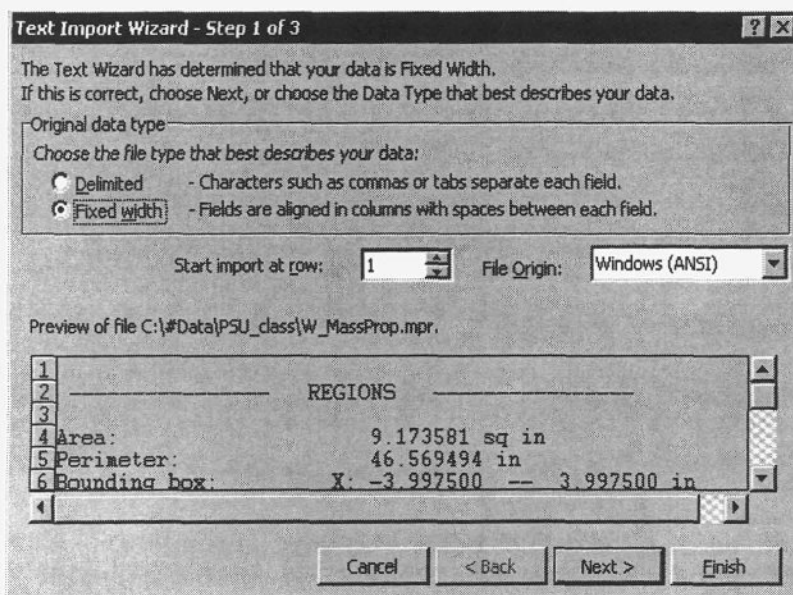 Text Import Wizard - Step 1 of 3
The Text Wizard has determined that your data is Fixed Width.
If this is correct, choose Next, or choose the Data Type that best describes your data.
Original data type
Choose the file type that best describes your data:
Delimited - Characters such as commas or tabs separate each field.
Fixed width - Fields are aligned in columns with spaces between each field.
Start import at row: 1 File Origin: Windows (ANSI)
Preview of file C:\#Data\PSU_class\W_MassProp.mpr.
1
2 ---------------- REGIONS ----------------
3
4 Area: 9.173581 sq in
5 Perimeter: 46.569494 in
6 Bounding box: X: -3.997500 -- 3.997500 in
Cancel < Back Next > Finish